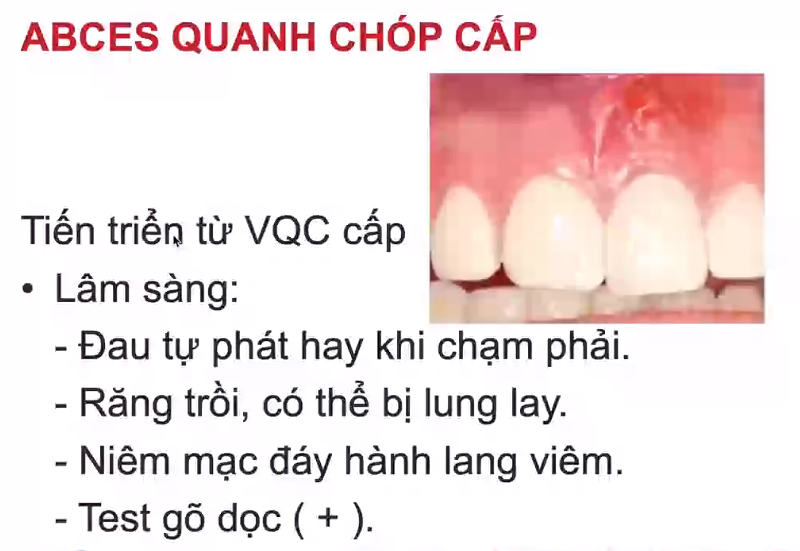 ABCES QUANH CHÓP CẤP
Tiến triển từ VQC cấp
• Lâm sàng:
- Đau tự phát hay khi chạm phải.
- Răng trồi, có thể bị lung lay.
- Niêm mạc đáy hành lang viêm.
- Test gõ dọc ( + ).